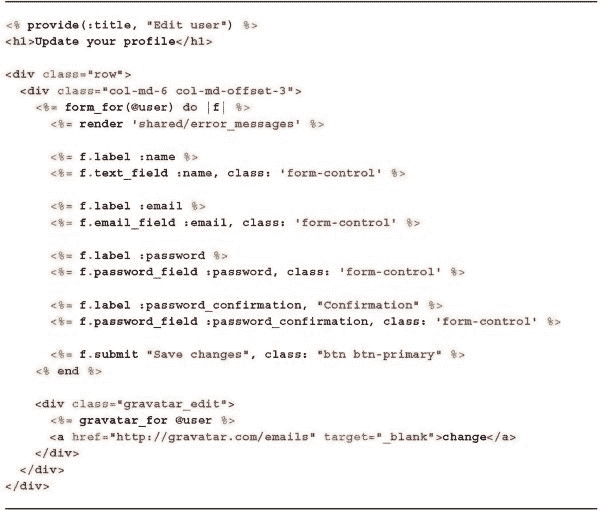 <% provide(:title, "Edit user") %>
<h1>Update your profile</h1>

<div class="row">
  <div class="col-md-6 col-md-offset-3">
    <%= form_for(@user) do |f| %>
      <%= render 'shared/error_messages' %>

      <%= f.label :name %>
      <%= f.text_field :name, class: 'form-control' %>

      <%= f.label :email %>
      <%= f.email_field :email, class: 'form-control' %>

      <%= f.label :password %>
      <%= f.password_field :password, class: 'form-control' %>

      <%= f.label :password_confirmation, "Confirmation" %>
      <%= f.password_field :password_confirmation, class: 'form-control' %>

      <%= f.submit "Save changes", class: "btn btn-primary" %>
    <% end %>

    <div class="gravatar_edit">
      <%= gravatar_for @user %>
      <a href="http://gravatar.com/emails" target="_blank">change</a>
    </div>
  </div>
</div>